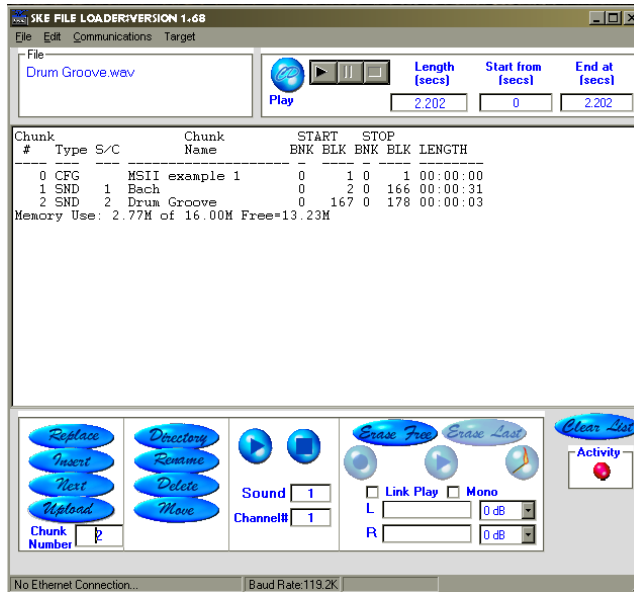 SKE FILE LOADER:VERSION 1.68
File Edit Communications Target
File
Drum Groove.wav
Play
Length (secs) Start from (secs) End at (secs)
2.202 0 2.202
Chunk Chunk START STOP
# Type S/C Name BNK BLK BNK BLK LENGTH
0 CFG MSII example 1 0 1 0 1 00:00:00
1 SND 1 Bach 0 2 0 166 00:00:31
2 SND 2 Drum Groove 0 167 0 178 00:00:03
Memory Use: 2.77M of 16.00M Free=13.23M
Replace
Insert
Next
Upload
Chunk Number 2
Directory
Rename
Delete
Move
Sound 1
Channel# 1
Erase Free Erase Last
Link Play Mono
L 0 dB
R 0 dB
Clear List
Activity
No Ethernet Connection... Baud Rate:119.2K